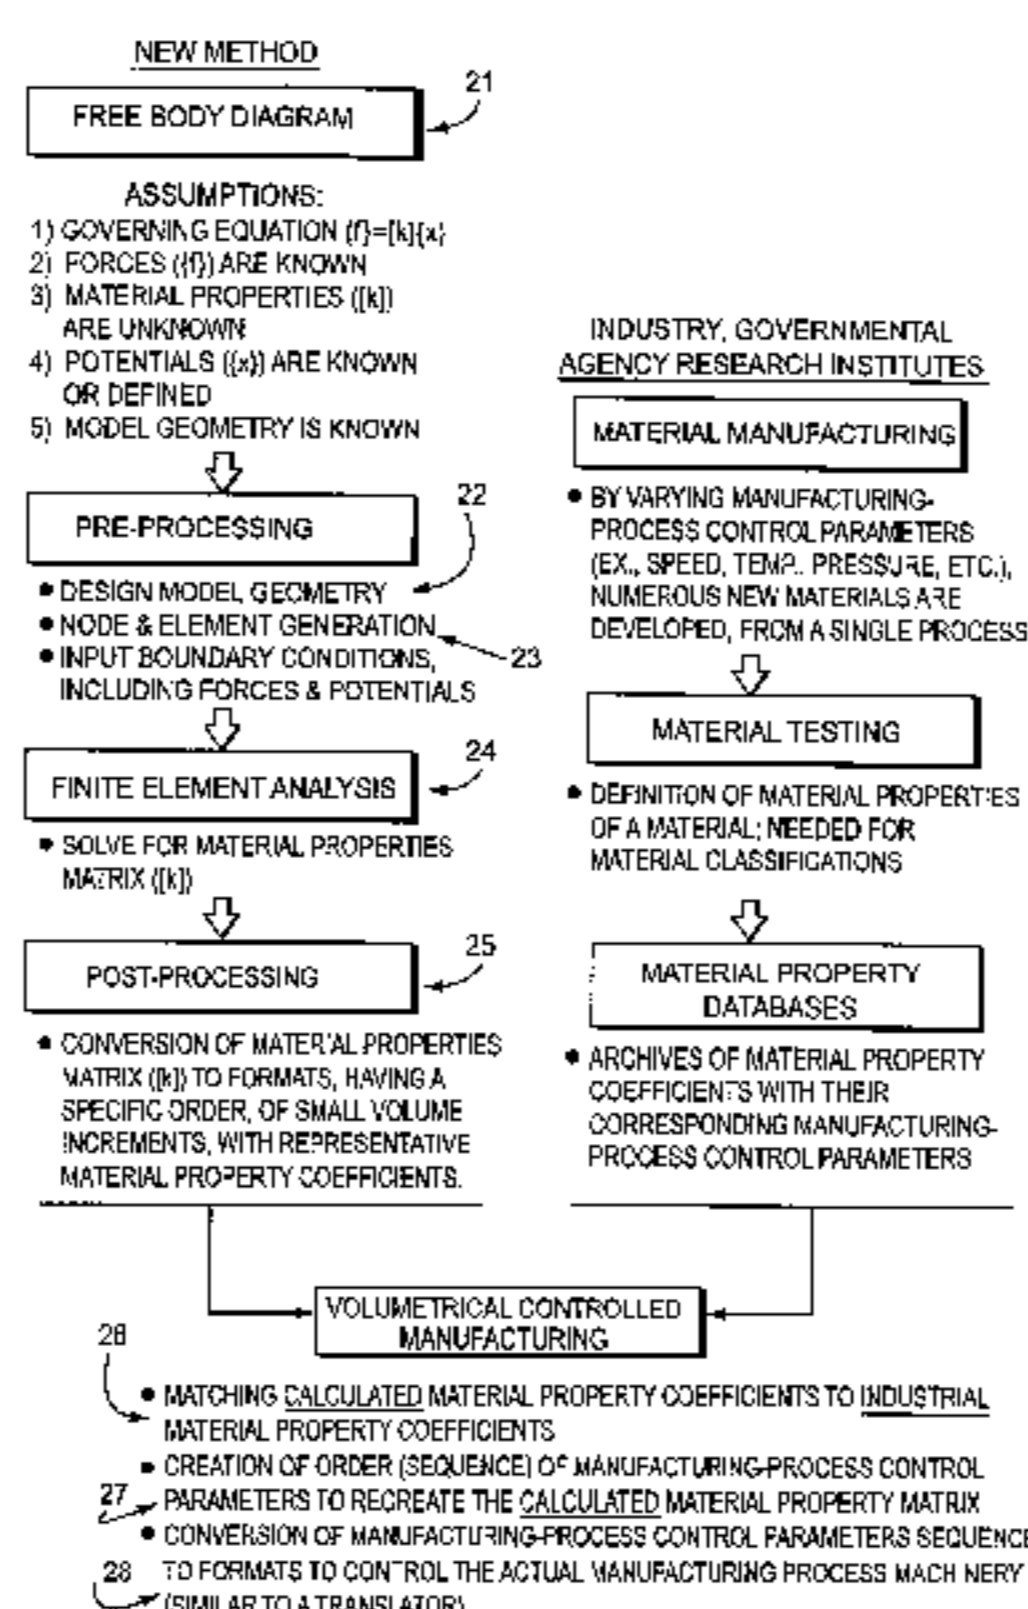 NEW METHOD
21
FREE BODY DIAGRAM
ASSUMPTIONS:
1) GOVERNING EQUATION {f}=[k]{x}
2) FORCES ({f}) ARE KNOWN
3) MATERIAL PROPERTIES ([k])
ARE UNKNOWN
4) POTENTIALS ({x}) ARE KNOWN
OR DEFINED
5) MODEL GEOMETRY IS KNOWN
PRE-PROCESSING
22
• DESIGN MODEL GEOMETRY
• NODE & ELEMENT GENERATION
23
• INPUT BOUNDARY CONDITIONS,
INCLUDING FORCES & POTENTIALS
24
FINITE ELEMENT ANALYSIS
• SOLVE FOR MATERIAL PROPERTIES
MATRIX ([k])
25
POST-PROCESSING
• CONVERSION OF MATERIAL PROPERTIES
MATRIX ([k]) TO FORMATS, HAVING A
SPECIFIC ORDER, OF SMALL VOLUME
INCREMENTS, WITH REPRESENTATIVE
MATERIAL PROPERTY COEFFICIENTS.
INDUSTRY, GOVERNMENTAL
AGENCY RESEARCH INSTITUTES
MATERIAL MANUFACTURING
• BY VARYING MANUFACTURING-
PROCESS CONTROL PARAMETERS
(EX., SPEED, TEMP., PRESSURE, ETC.),
NUMEROUS NEW MATERIALS ARE
DEVELOPED, FROM A SINGLE PROCESS
MATERIAL TESTING
• DEFINITION OF MATERIAL PROPERTIES
OF A MATERIAL; NEEDED FOR
MATERIAL CLASSIFICATIONS
MATERIAL PROPERTY
DATABASES
• ARCHIVES OF MATERIAL PROPERTY
COEFFICIENTS WITH THEIR
CORRESPONDING MANUFACTURING-
PROCESS CONTROL PARAMETERS
VOLUMETRICAL CONTROLLED
MANUFACTURING
26
• MATCHING CALCULATED MATERIAL PROPERTY COEFFICIENTS TO INDUSTRIAL
MATERIAL PROPERTY COEFFICIENTS
• CREATION OF ORDER (SEQUENCE) OF MANUFACTURING-PROCESS CONTROL
27
PARAMETERS TO RECREATE THE CALCULATED MATERIAL PROPERTY MATRIX
• CONVERSION OF MANUFACTURING-PROCESS CONTROL PARAMETERS SEQUENCE
28
TO FORMATS TO CONTROL THE ACTUAL MANUFACTURING PROCESS MACHINERY
(SIMILAR TO A TRANSLATOR)